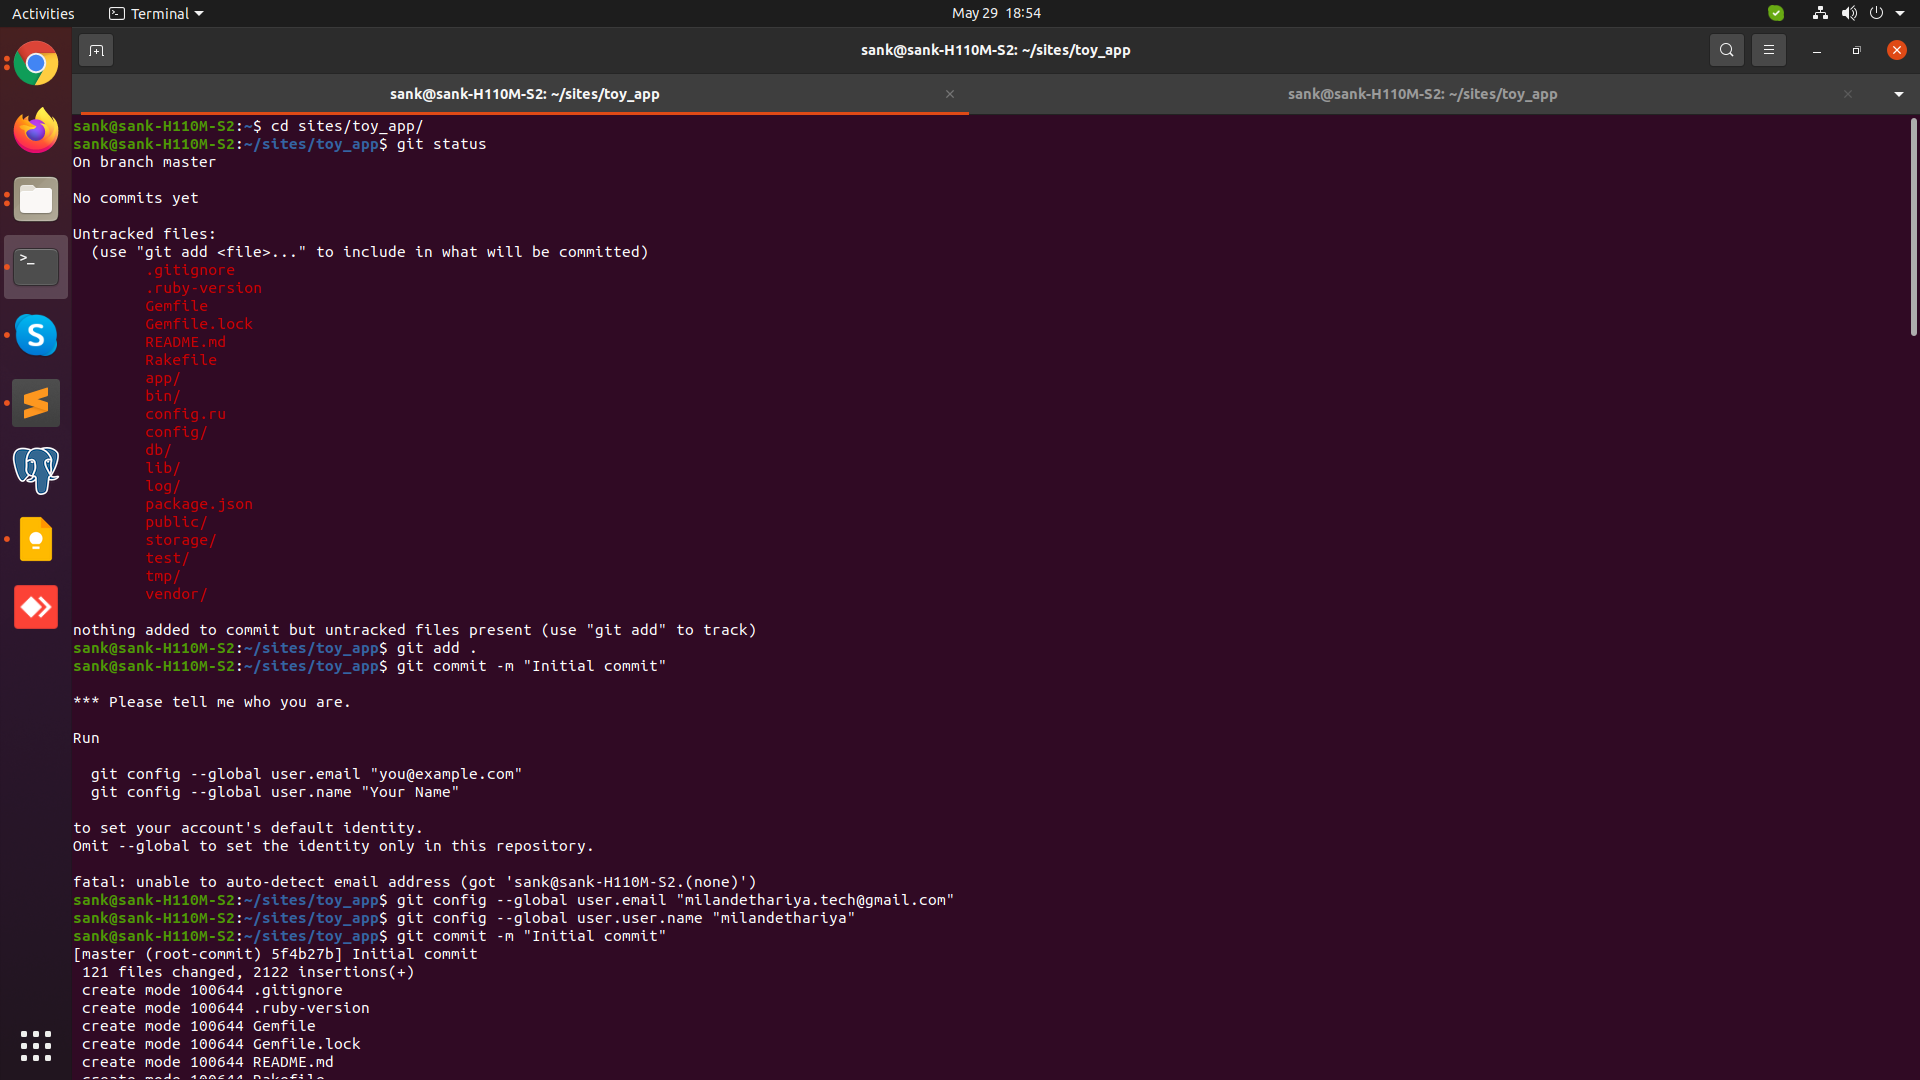 Activities
Terminal
May 29 18:54
sank@sank-H110M-S2: ~/sites/toy_app
sank@sank-H110M-S2: ~/sites/toy_app
sank@sank-H110M-S2: ~/sites/toy_app
sank@sank-H110M-S2:~$ cd sites/toy_app/
sank@sank-H110M-S2:~/sites/toy_app$ git status
On branch master
No commits yet
Untracked files:
(use "git add <file>..." to include in what will be committed)
.gitignore
.ruby-version
Gemfile
Gemfile.lock
README.md
Rakefile
app/
bin/
config.ru
config/
db/
lib/
log/
package.json
public/
storage/
test/
tmp/
vendor/
nothing added to commit but untracked files present (use "git add" to track)
sank@sank-H110M-S2:~/sites/toy_app$ git add .
sank@sank-H110M-S2:~/sites/toy_app$ git commit -m "Initial commit"
*** Please tell me who you are.
Run
git config --global user.email "you@example.com"
git config --global user.name "Your Name"
to set your account's default identity.
Omit --global to set the identity only in this repository.
fatal: unable to auto-detect email address (got 'sank@sank-H110M-S2.(none)')
sank@sank-H110M-S2:~/sites/toy_app$ git config --global user.email "milandethariya.tech@gmail.com"
sank@sank-H110M-S2:~/sites/toy_app$ git config --global user.user.name "milandethariya"
sank@sank-H110M-S2:~/sites/toy_app$ git commit -m "Initial commit"
[master (root-commit) 5f4b27b] Initial commit
121 files changed, 2122 insertions(+)
create mode 100644 .gitignore
create mode 100644 .ruby-version
create mode 100644 Gemfile
create mode 100644 Gemfile.lock
create mode 100644 README.md
create mode 100644 Rakefile